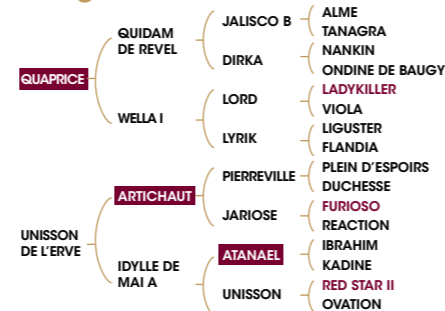 QUAPRICE
QUIDAM
DE REVEL
JALISCO B
ALME
TANAGRA
DIRKA
NANKIN
ONDINE DE BAUGY
WELLA I
LORD
LADYKILLER
VIOLA
LYRIK
LIGUSTER
FLANDIA
UNISSON
DE L'ERVE
ARTICHAUT
PIERREVILLE
PLEIN D'ESPOIRS
DUCHESSE
JARIOSE
FURIOSO
REACTION
IDYLLE DE
MAI A
ATANAEL
IBRAHIM
KADINE
UNISSON
RED STAR II
OVATION